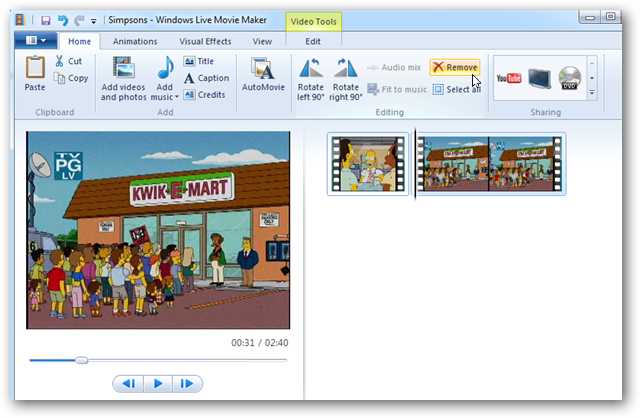 Simpsons - Windows Live Movie Maker
Video Tools
Home
Animations
Visual Effects
View
Edit
Paste
Cut
Copy
Clipboard
Add videos
and photos
Add
music
Title
Caption
Credits
Add
AutoMovie
Rotate
left 90°
Rotate
right 90°
Audio mix
Fit to music
Remove
Select all
Editing
YouTube
DVD
Sharing
TV
PG
LV
KWIK-E-MART
00:31 / 02:40